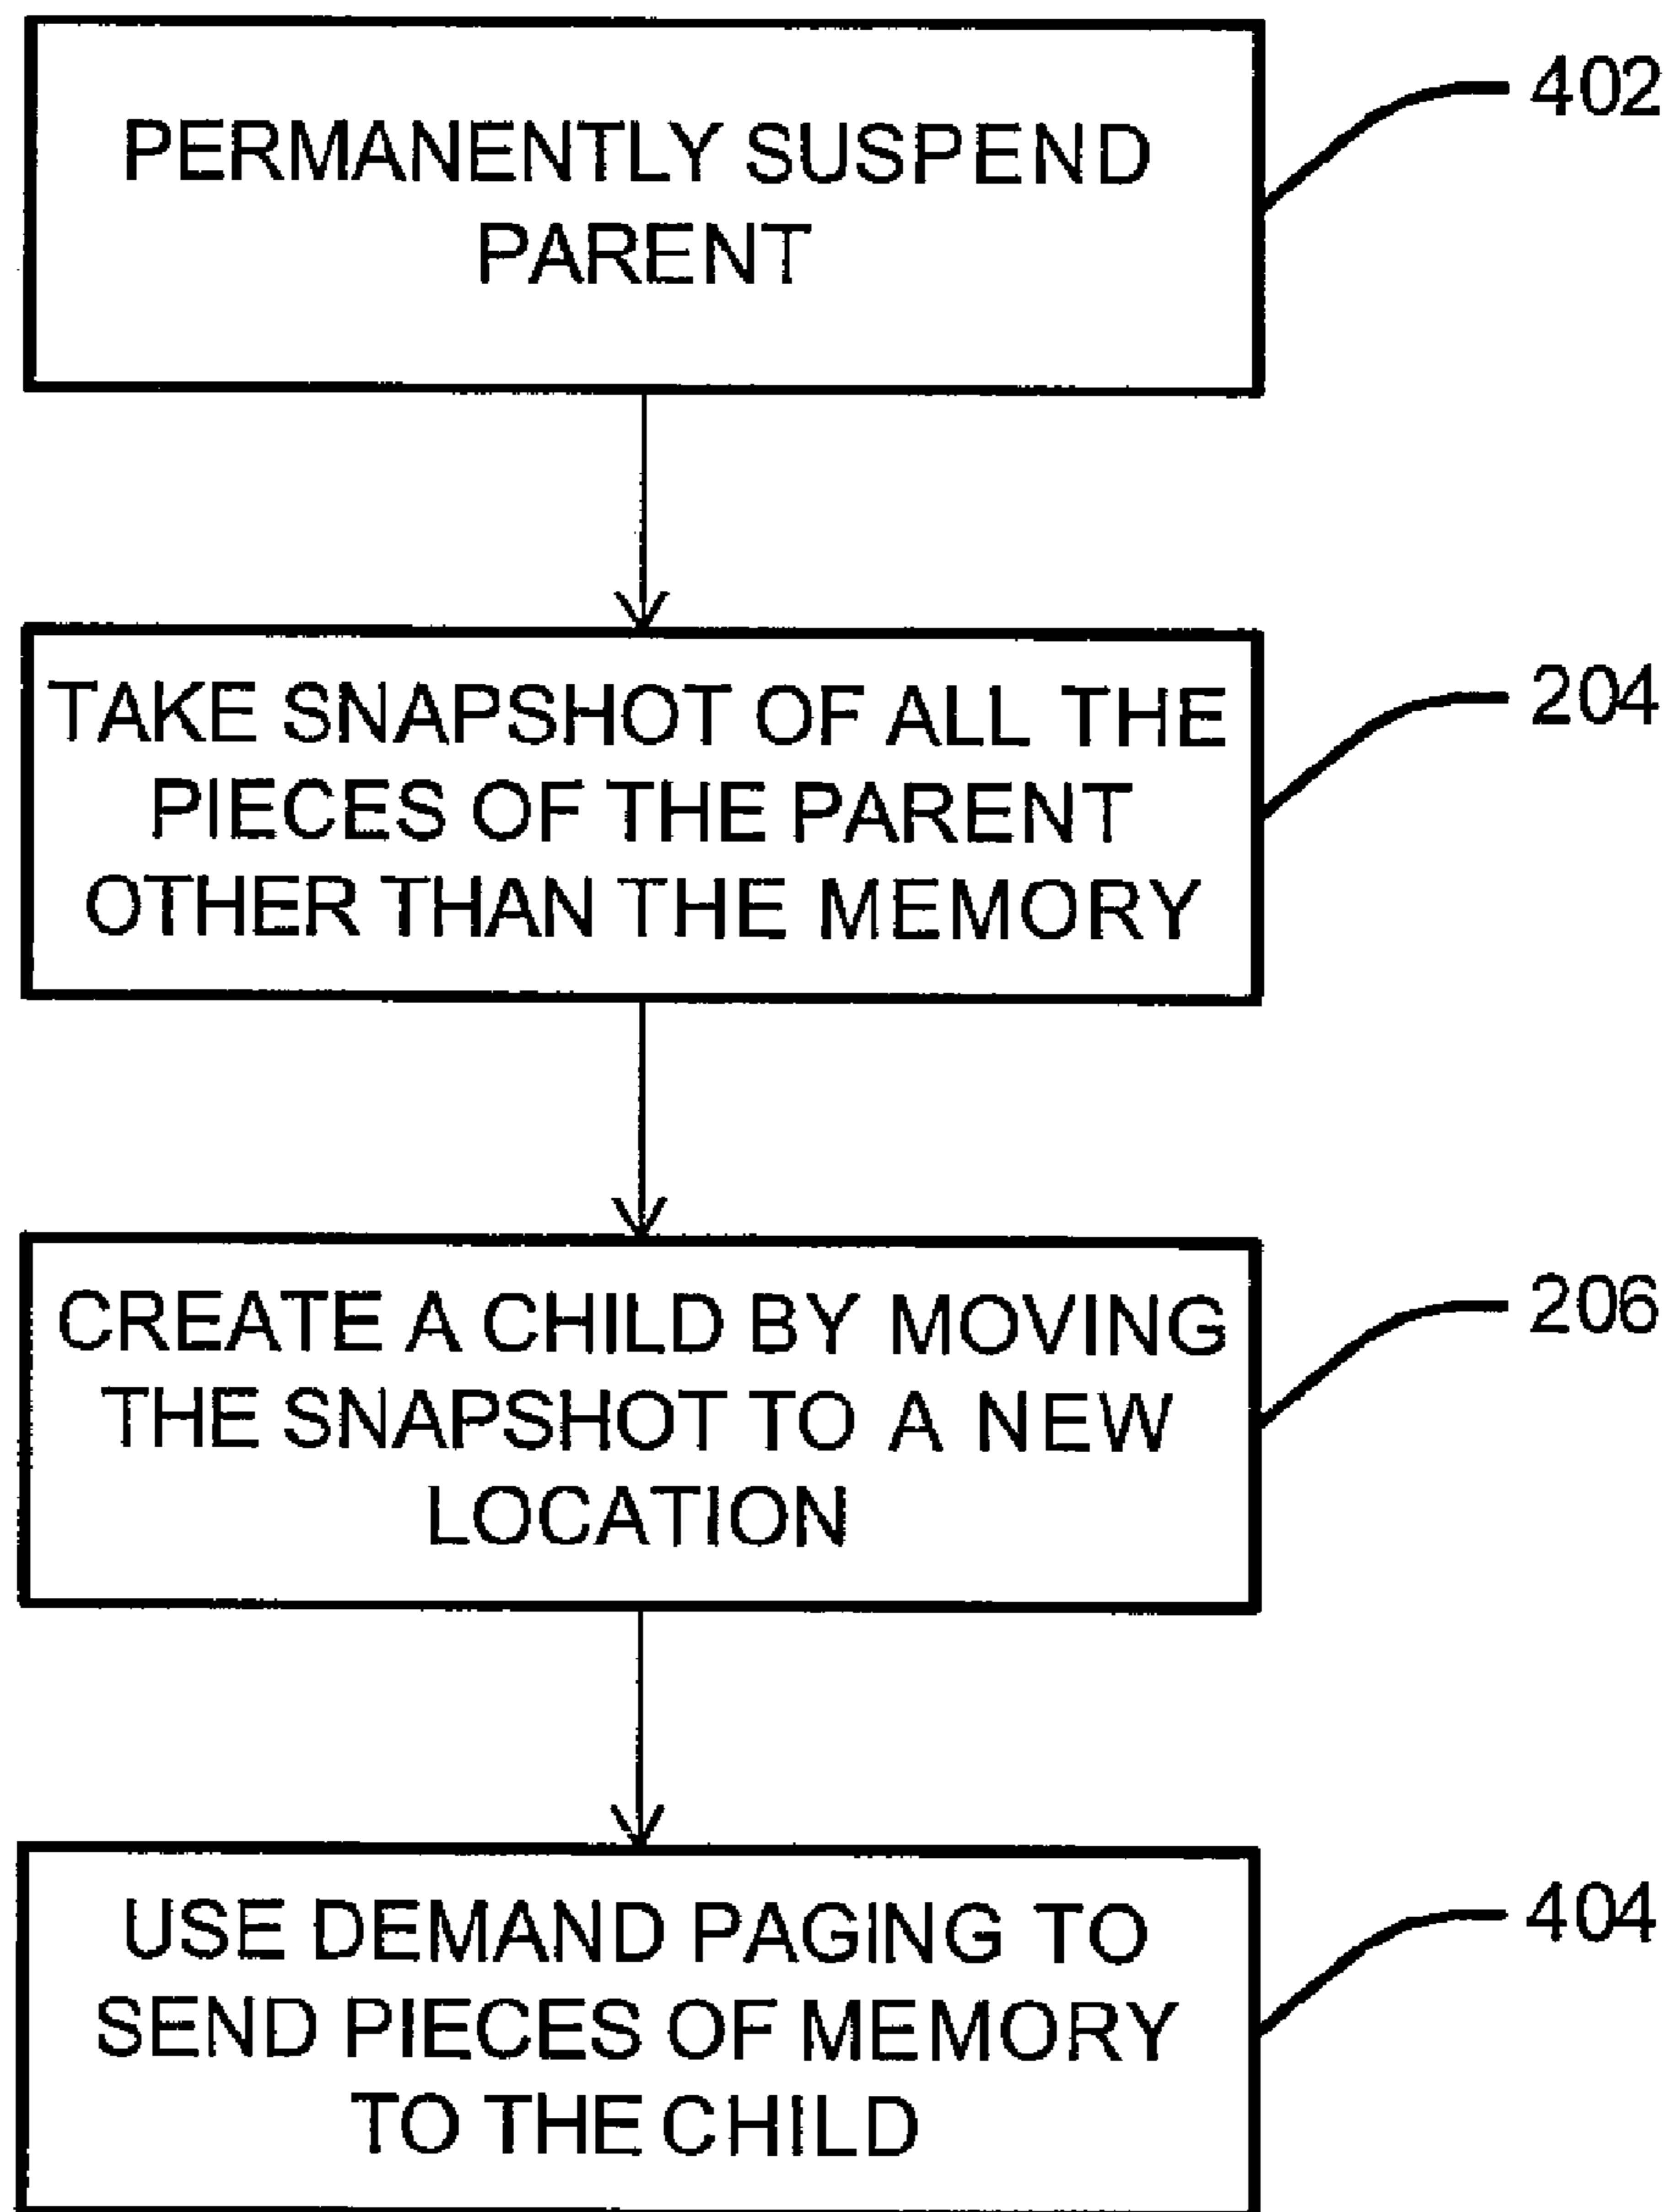 PERMANENTLY SUSPEND
PARENT
402
TAKE SNAPSHOT OF ALL THE
PIECES OF THE PARENT
OTHER THAN THE MEMORY
204
CREATE A CHILD BY MOVING
THE SNAPSHOT TO A NEW
LOCATION
206
USE DEMAND PAGING TO
SEND PIECES OF MEMORY
TO THE CHILD
404